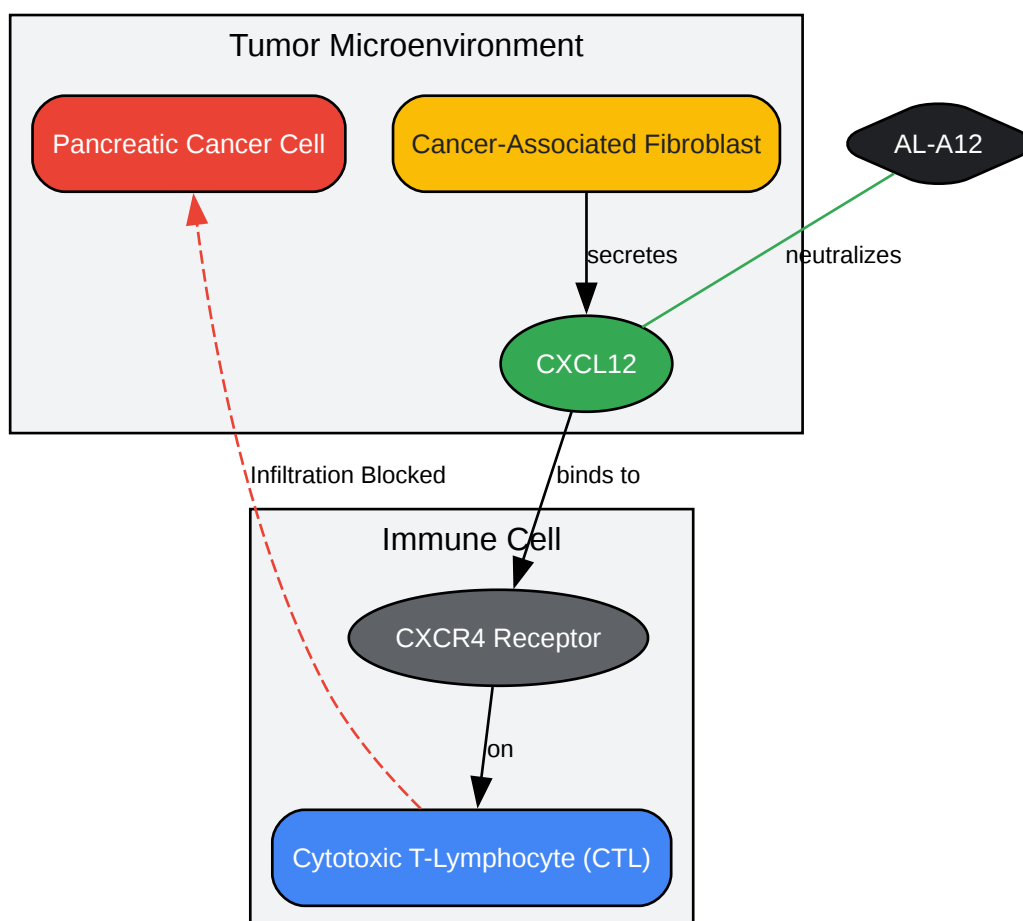 Tumor Microenvironment
Pancreatic Cancer Cell
Cancer-Associated Fibroblast
AL-A12
secretes
neutralizes
CXCL12
Infiltration Blocked
binds to
Immune Cell
CXCR4 Receptor
on
Cytotoxic T-Lymphocyte (CTL)